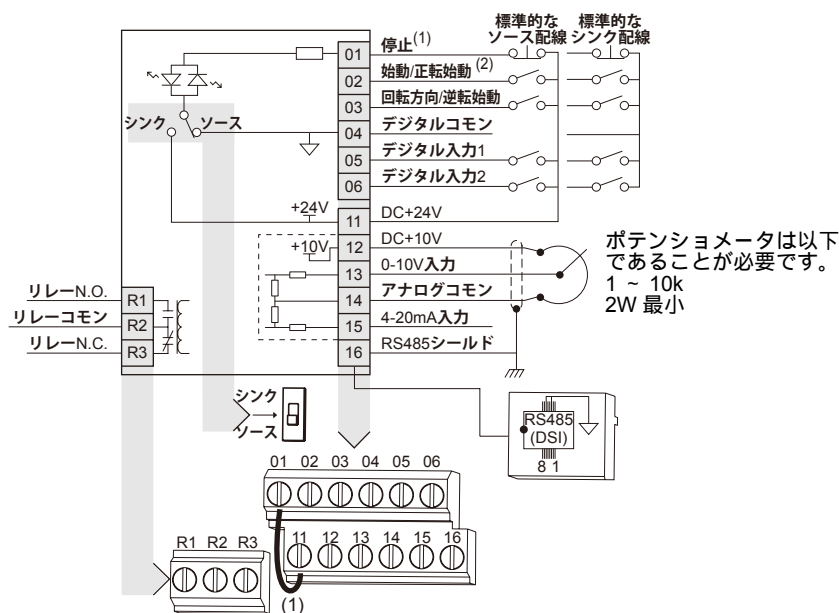 標準的な 標準的な
ソース配線 シンク配線
01 停止(1)
02 始動/正転始動 (2)
03 回転方向/逆転始動
シンク ソース
04 デジタルコモン
05 デジタル入力1
06 デジタル入力2
+24V
11 DC+24V
+10V
12 DC+10V
13 0-10V入力
14 アナログコモン
15 4-20mA入力
16 RS485シールド
ポテンショメータは以下
であることが必要です。
1 ~ 10k
2W 最小
リレーN.O. R1
リレーコモン R2
リレーN.C. R3
シンク
ソース
RS485
(DSI)
8 1
01 02 03 04 05 06
11 12 13 14 15 16
R1 R2 R3
(1)